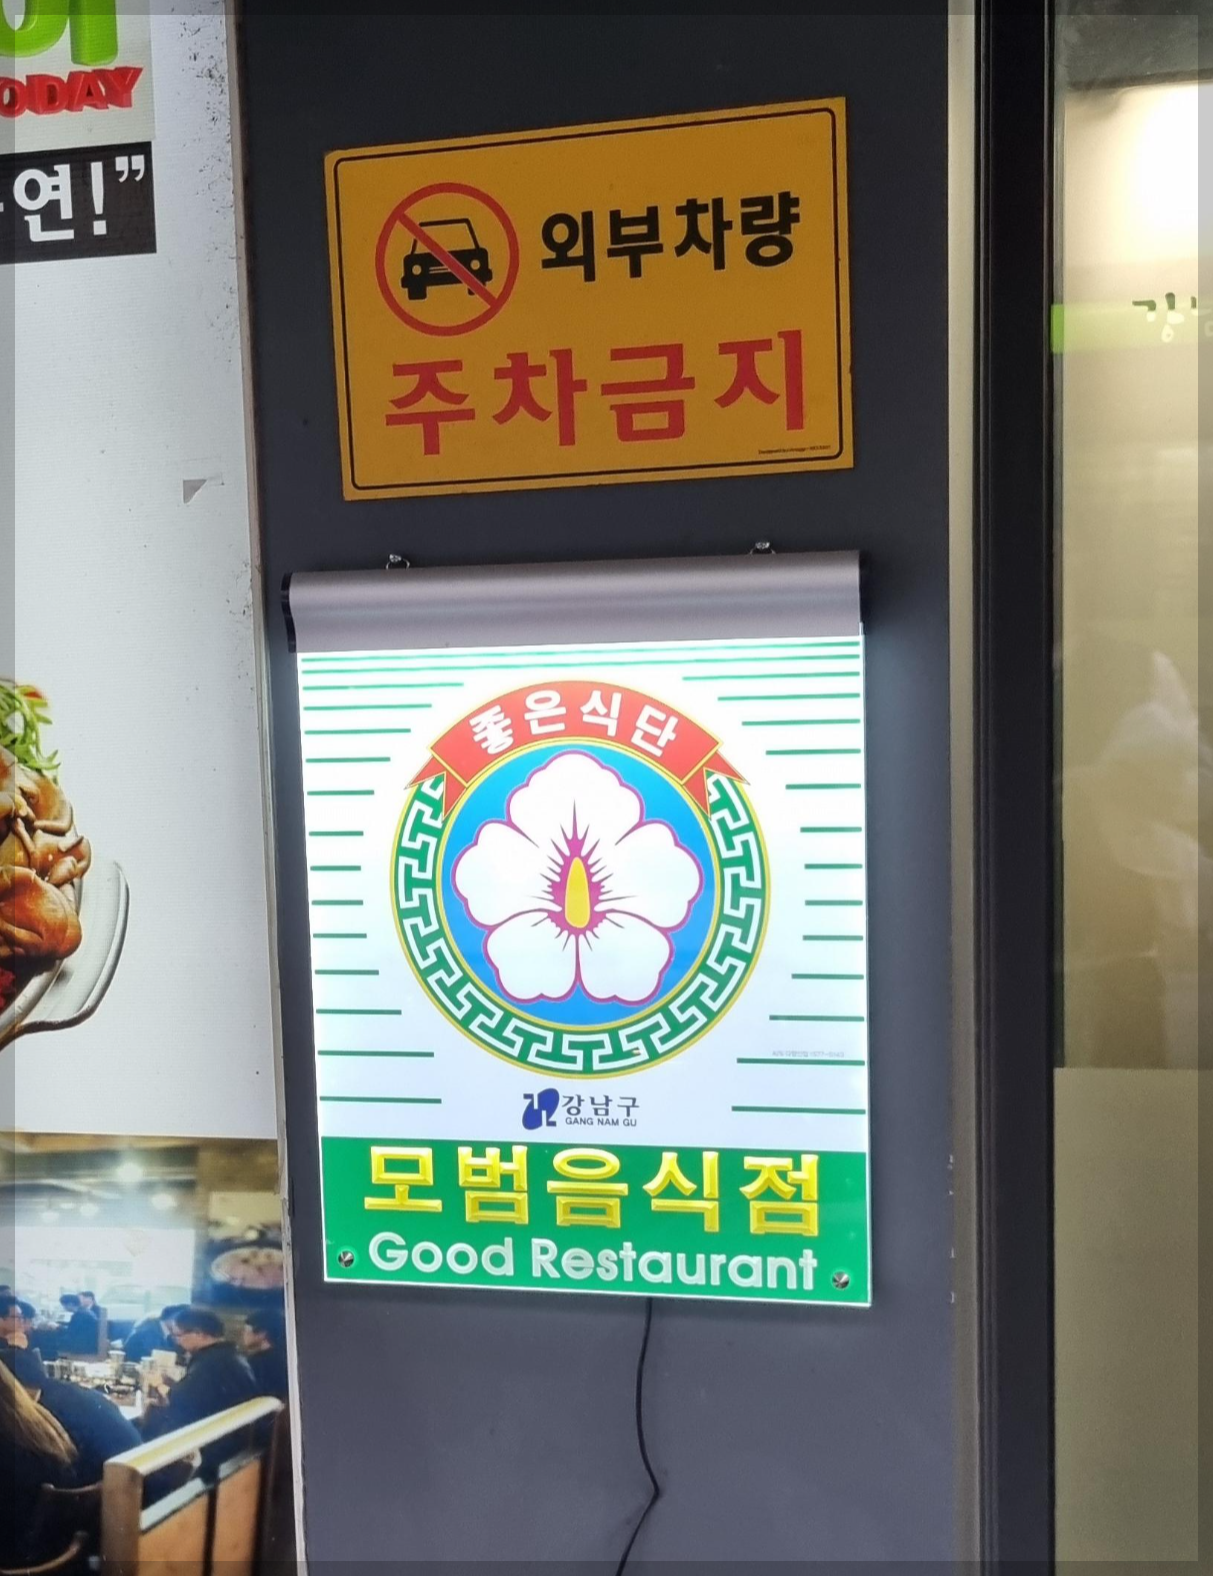 ODAY
연!”
외부차량
주차금지
좋은식단
강남구
GANG NAM GU
모범음식점
Good Restaurant